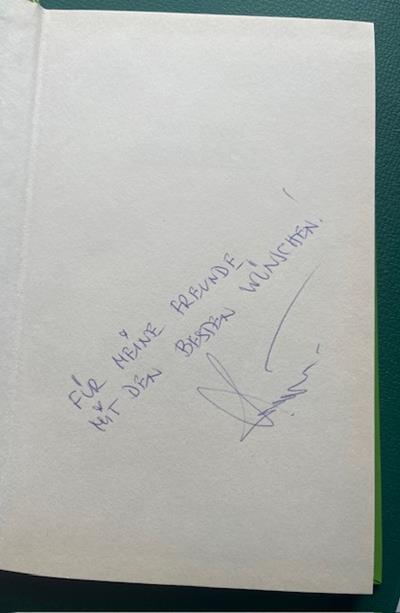 FÜR MEINE FREUNDE
MIT DEN BESTEN WÜNSCHEN!